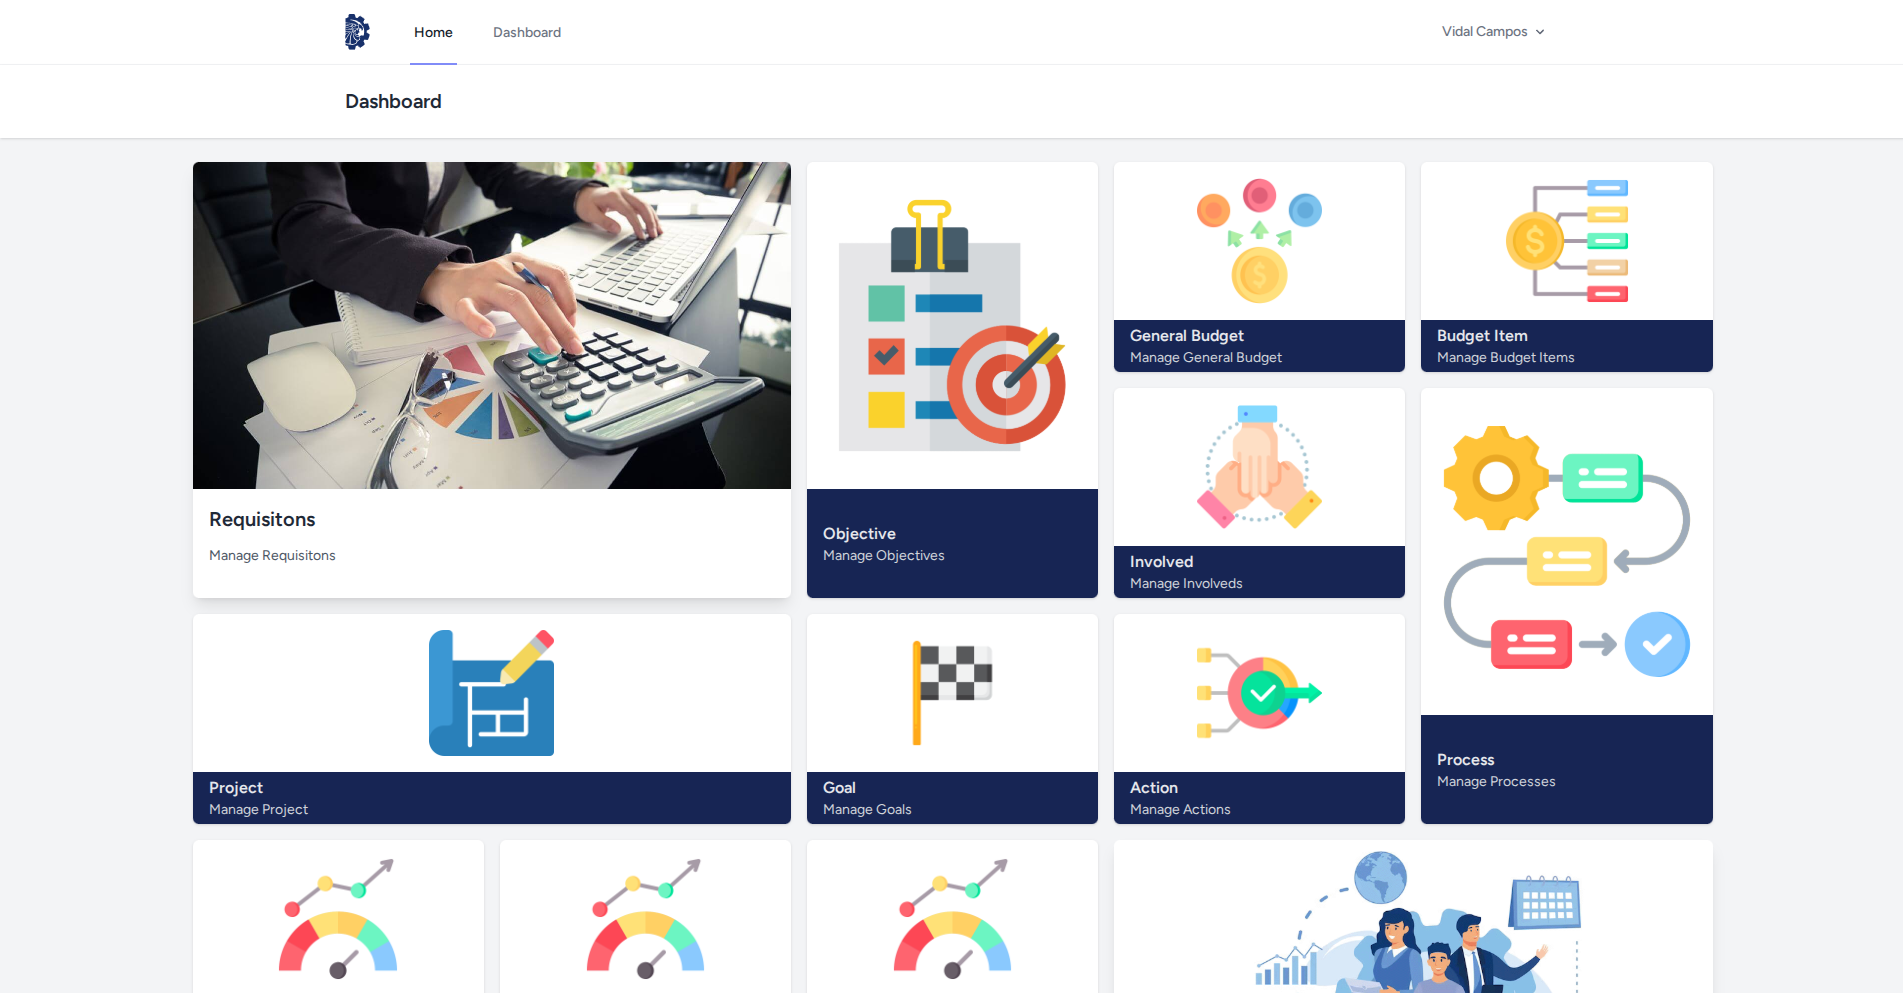 Home
Dashboard
Vidal Campos
Dashboard
Requisitons
Manage Requisitons
Objective
Manage Objectives
General Budget
Manage General Budget
Budget Item
Manage Budget Items
Involved
Manage Involveds
Process
Manage Processes
Project
Manage Project
Goal
Manage Goals
Action
Manage Actions